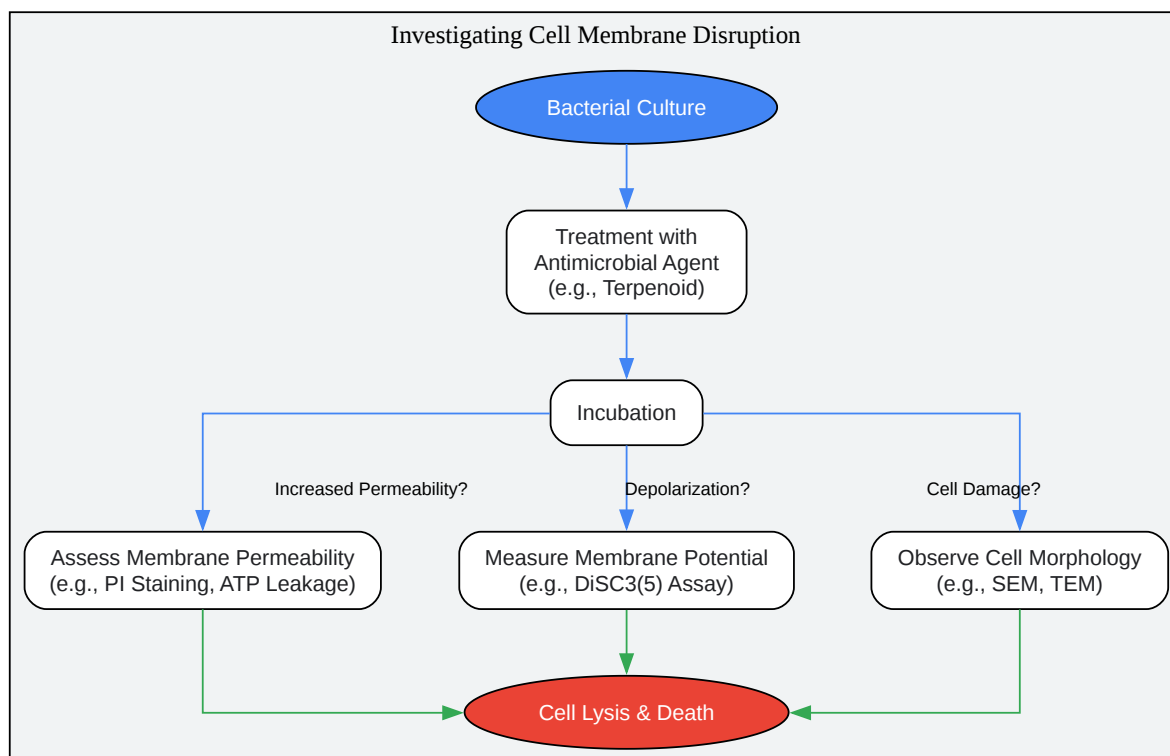 Investigating Cell Membrane Disruption
Bacterial Culture
Treatment with
Antimicrobial Agent
(e.g., Terpenoid)
Incubation
Increased Permeability?
Depolarization?
Cell Damage?
Assess Membrane Permeability
(e.g., PI Staining, ATP Leakage)
Measure Membrane Potential
(e.g., DiSC3(5) Assay)
Observe Cell Morphology
(e.g., SEM, TEM)
Cell Lysis & Death